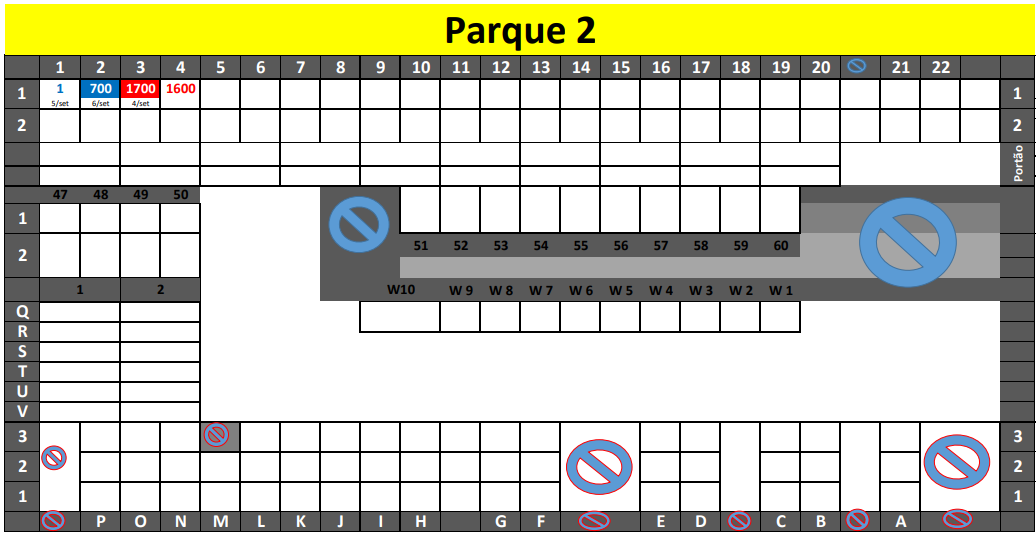 Parque 2
1 2 3 4 5 6 7 8 9 10 11 12 13 14 15 16 17 18 19 20 21 22
1 1 700 1700 1600 1
5/set 6/set 4/set
2 2
Portão
47 48 49 50
1
2 51 52 53 54 55 56 57 58 59 60
1 2 W10 W 9 W 8 W 7 W 6 W 5 W 4 W 3 W 2 W 1
Q
R
S
T
U
V
3 3
2 2
1 1
P O N M L K J I H G F E D C B A